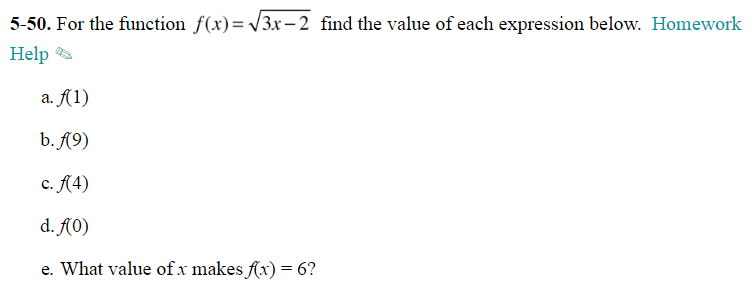 5-50. For the function f(x) = √3x – 2 find the value of each expression below. Homework
Help ✎
a. f(1)
b. f(9)
c. f(4)
d. f(0)
e. What value of x makes f(x) = 6?